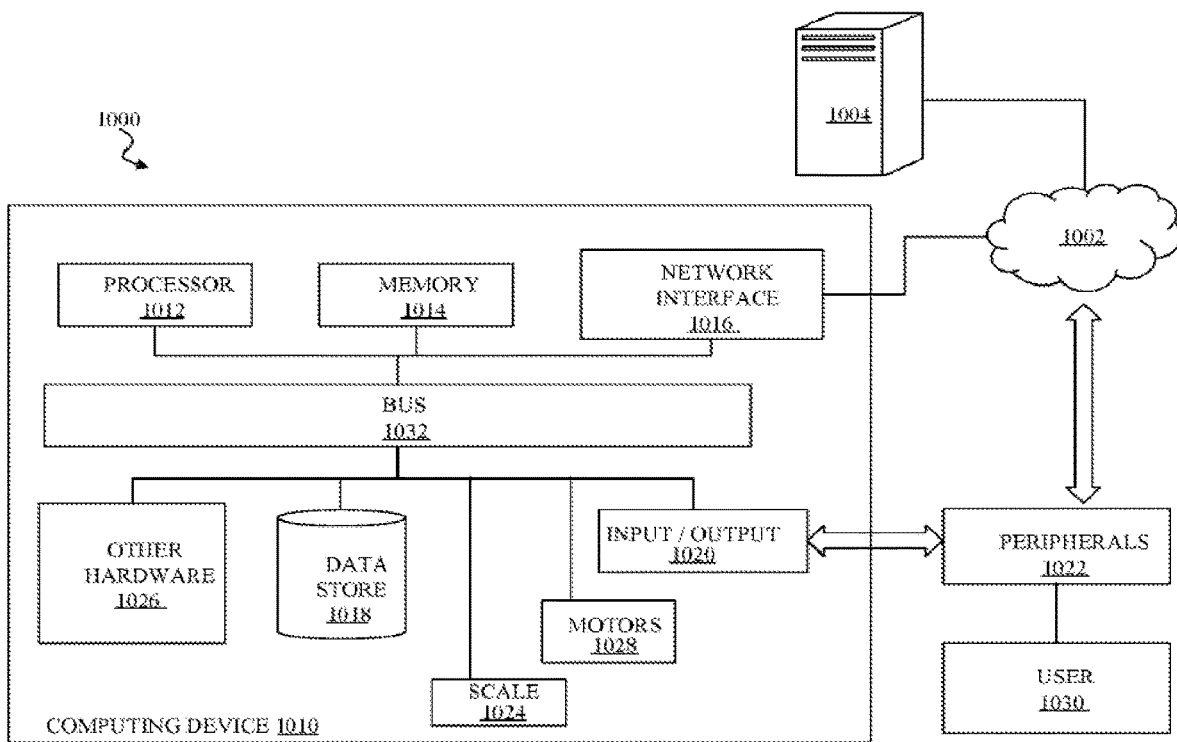 1004
1000
1002
PROCESSOR
1012
MEMORY
1014
NETWORK
INTERFACE
1016
BUS
1032
OTHER
HARDWARE
1026
DATA
STORE
1018
INPUT / OUTPUT
1020
PERIPHERALS
1022
MOTORS
1028
SCALE
1024
USER
1030
COMPUTING DEVICE 1010